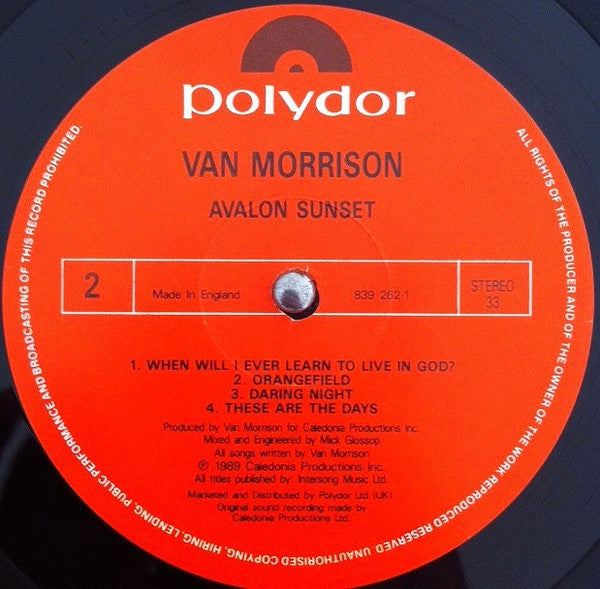 polydor
VAN MORRISON
AVALON SUNSET
2
Made In England
839 262-1
STEREO
33
1. WHEN WILL I EVER LEARN TO LIVE IN GOD?
2. ORANGEFIELD
3. DARING NIGHT
4. THESE ARE THE DAYS
Produced by Van Morrison for Caledonia Productions Inc.
Mixed and Engineered by Mick Glossop
All songs written by Van Morrison
℗ 1989 Caledonia Productions Inc.
All titles published by: Intersong Music Ltd.
Marketed and Distributed by Polydor Ltd (UK).
Original sound recording made by
Caledonia Productions Ltd.
ALL RIGHTS OF THE PRODUCER AND OF THE OWNER OF THE WORK REPRODUCED RESERVED. UNAUTHORISED COPYING, HIRING, LENDING, PUBLIC PERFORMANCE AND BROADCASTING OF THIS RECORD PROHIBITED.